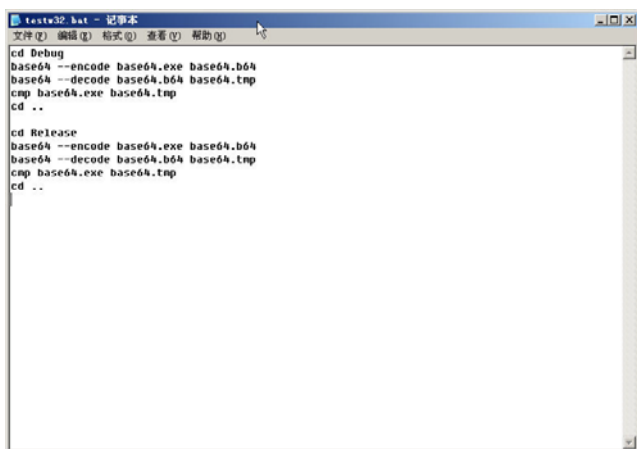 testw32.bat - 记事本
文件(F) 编辑(E) 格式(O) 查看(V) 帮助(H)
cd Debug
base64 --encode base64.exe base64.b64
base64 --decode base64.b64 base64.tmp
cmp base64.exe base64.tmp
cd ..
cd Release
base64 --encode base64.exe base64.b64
base64 --decode base64.b64 base64.tmp
cmp base64.exe base64.tmp
cd ..